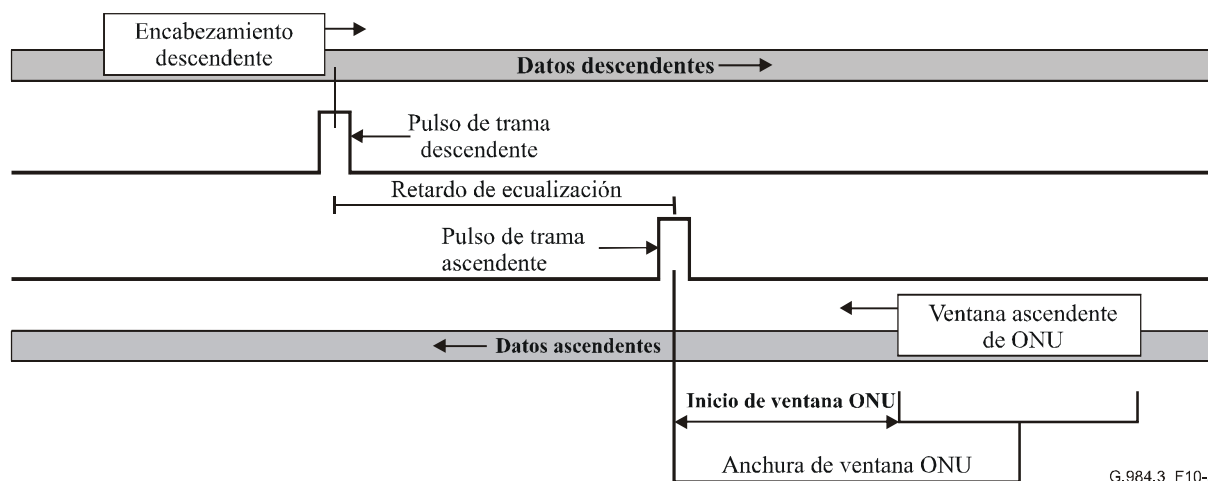 Encabezamiento
descendente
Datos descendentes
Pulso de trama
descendente
Retardo de ecualización
Pulso de trama
ascendente
Ventana ascendente
de ONU
Datos ascendentes
Inicio de ventana ONU
Anchura de ventana ONU
G.984.3_F10-